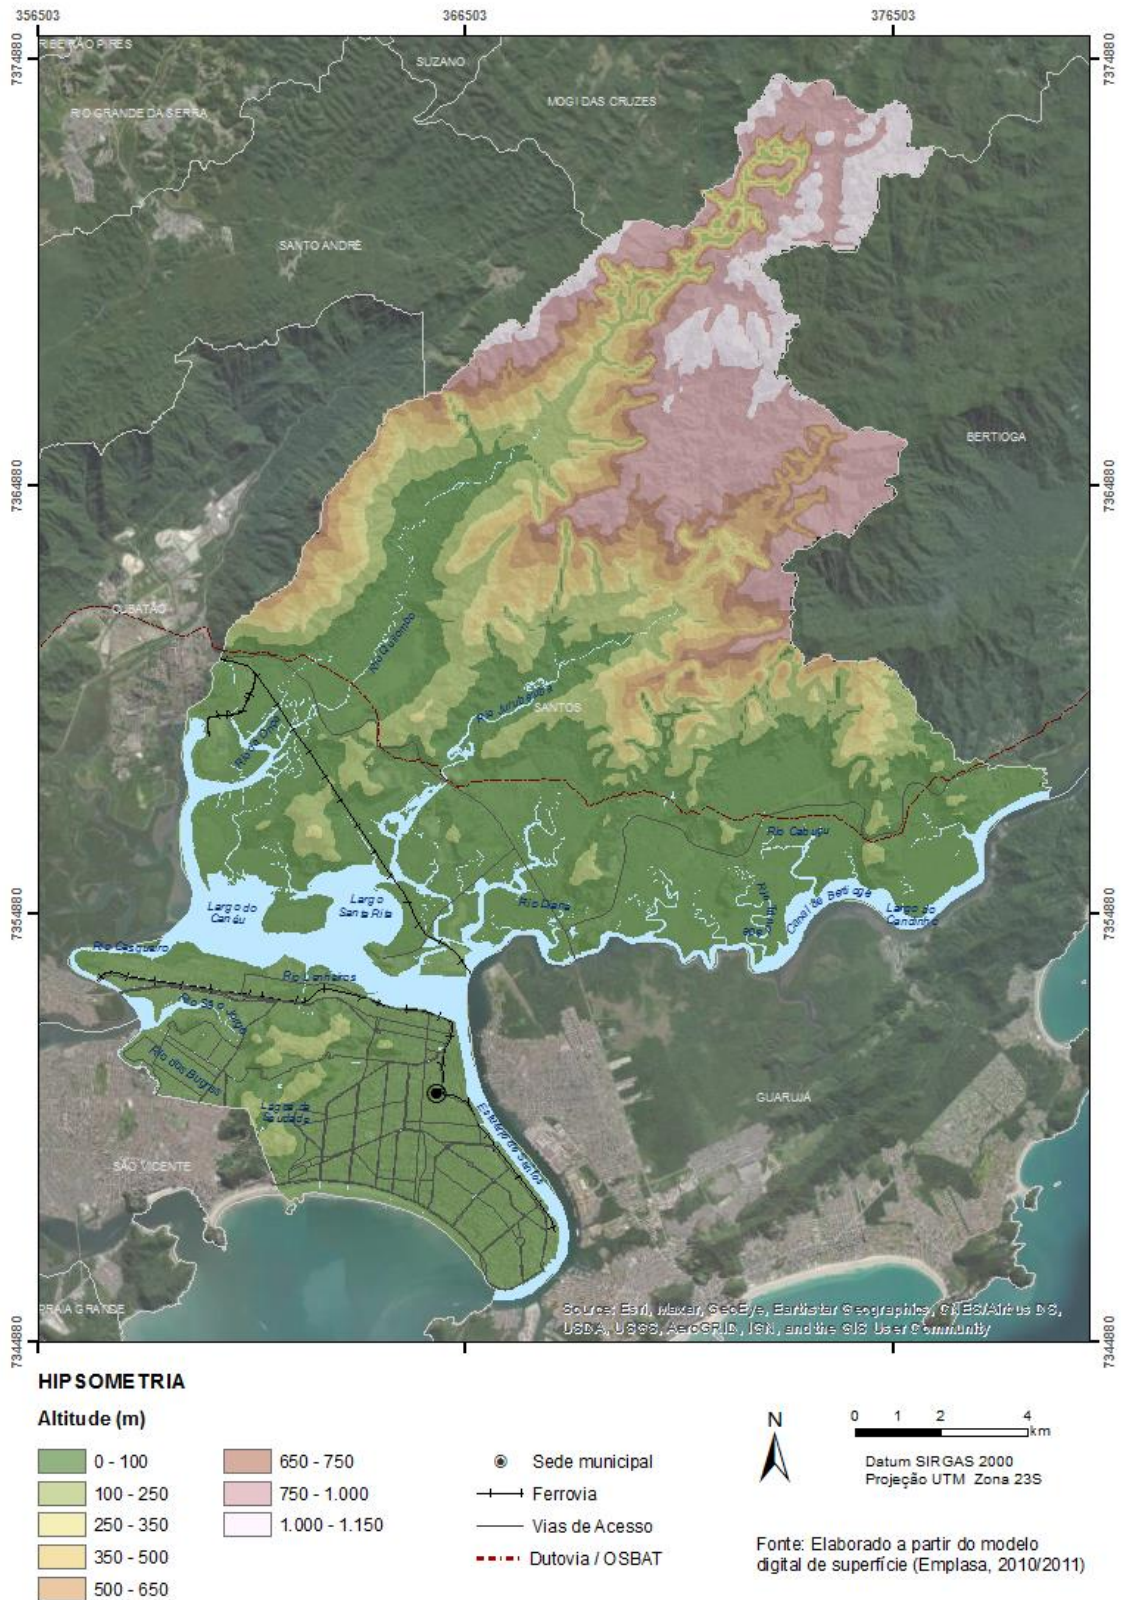 356503
366503
376503
7374880
7374880
RIBEIRÃO PIRES
SUZANO
RIO GRANDE DA SERRA
MOGI DAS CRUZES
SANTO ANDRÉ
BERTIOGA
7364880
7364880
CUBATÃO
Rio Quilombo
Rio Jurubatuba
SANTOS
Rio da Onça
Rio Cabuçu
Largo do
Canéu
Largo
Santa Rita
Rio Diana
Canal de Bertioga
Largo do
Candinho
7354880
7354880
Rio Casqueiro
Rio Lenheiros
Rio São Jorge
Rio dos Bugres
Lagoa da
Saudade
Estuário de Santos
GUARUJÁ
SÃO VICENTE
PRAIA GRANDE
Source: Esri, Maxar, GeoEye, Earthstar Geographics, CNES/Airbus DS,
USDA, USGS, AeroGRID, IGN, and the GIS User Community
7344880
7344880
HIPSOMETRIA
Altitude (m)
0 - 100
100 - 250
250 - 350
350 - 500
500 - 650
650 - 750
750 - 1.000
1.000 - 1.150
Sede municipal
Ferrovia
Vias de Acesso
Dutovia / OSBAT
N
0 1 2 4
km
Datum SIRGAS 2000
Projeção UTM Zona 23S
Fonte: Elaborado a partir do modelo
digital de superfície (Emplasa, 2010/2011)